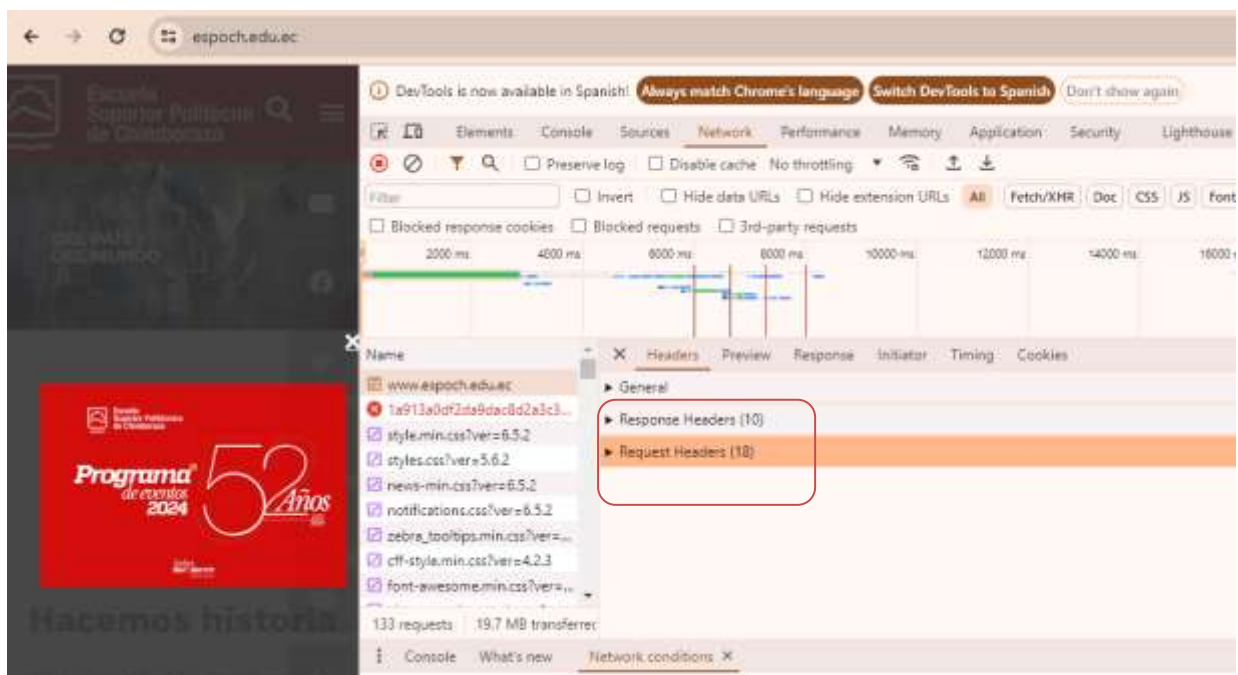 espoch.edu.ec
Escuela
Superior Politécnica
de Chimborazo
DevTools is now available in Spanish! Always match Chrome's language Switch DevTools to Spanish Don't show again
Elements Console Sources Network Performance Memory Application Security Lighthouse
Preserve log Disable cache No throttling
Filter Invert Hide data URLs Hide extension URLs All Fetch/XHR Doc CSS JS Font
Blocked response cookies Blocked requests 3rd-party requests
2000 ms 4000 ms 6000 ms 8000 ms 10000 ms 12000 ms 14000 ms 16000
Name
Headers Preview Response Initiator Timing Cookies
www.espoch.edu.ec
style.min.css?ver=6.5.2
styles.css?ver=5.6.2
news-min.css?ver=6.5.2
notifications.css?ver=6.5.2
zebra_tooltips.min.css?ver=...
cff-style.min.css?ver=4.2.3
font-awesome.min.css?ver=...
General
Response Headers (10)
Request Headers (18)
133 requests 19.7 MB transferrec
Console What's new Network conditions
Programa
de eventos
2024
52
Años
Hacemos historia